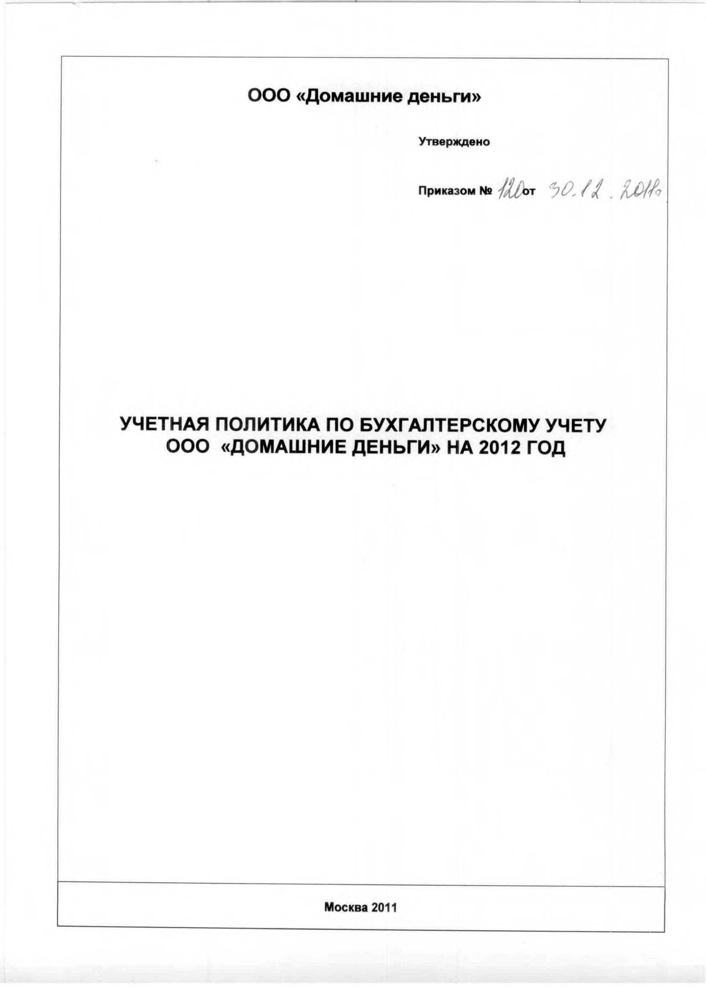 ООО «Домашние деньги»
Утверждено
Приказом № 120 от 30.12.2011г
УЧЕТНАЯ ПОЛИТИКА ПО БУХГАЛТЕРСКОМУ УЧЕТУ
ООО «ДОМАШНИЕ ДЕНЬГИ» НА 2012 ГОД
Москва 2011